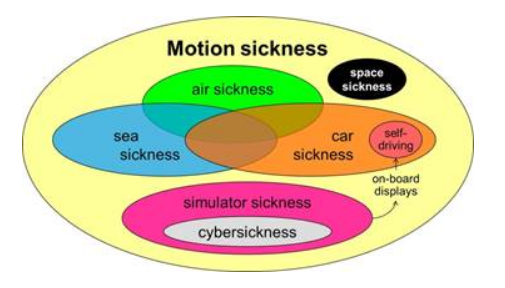 Motion sickness
air sickness
space
sickness
sea
sickness
car
sickness
self-
driving
on-board
displays
simulator sickness
cybersickness